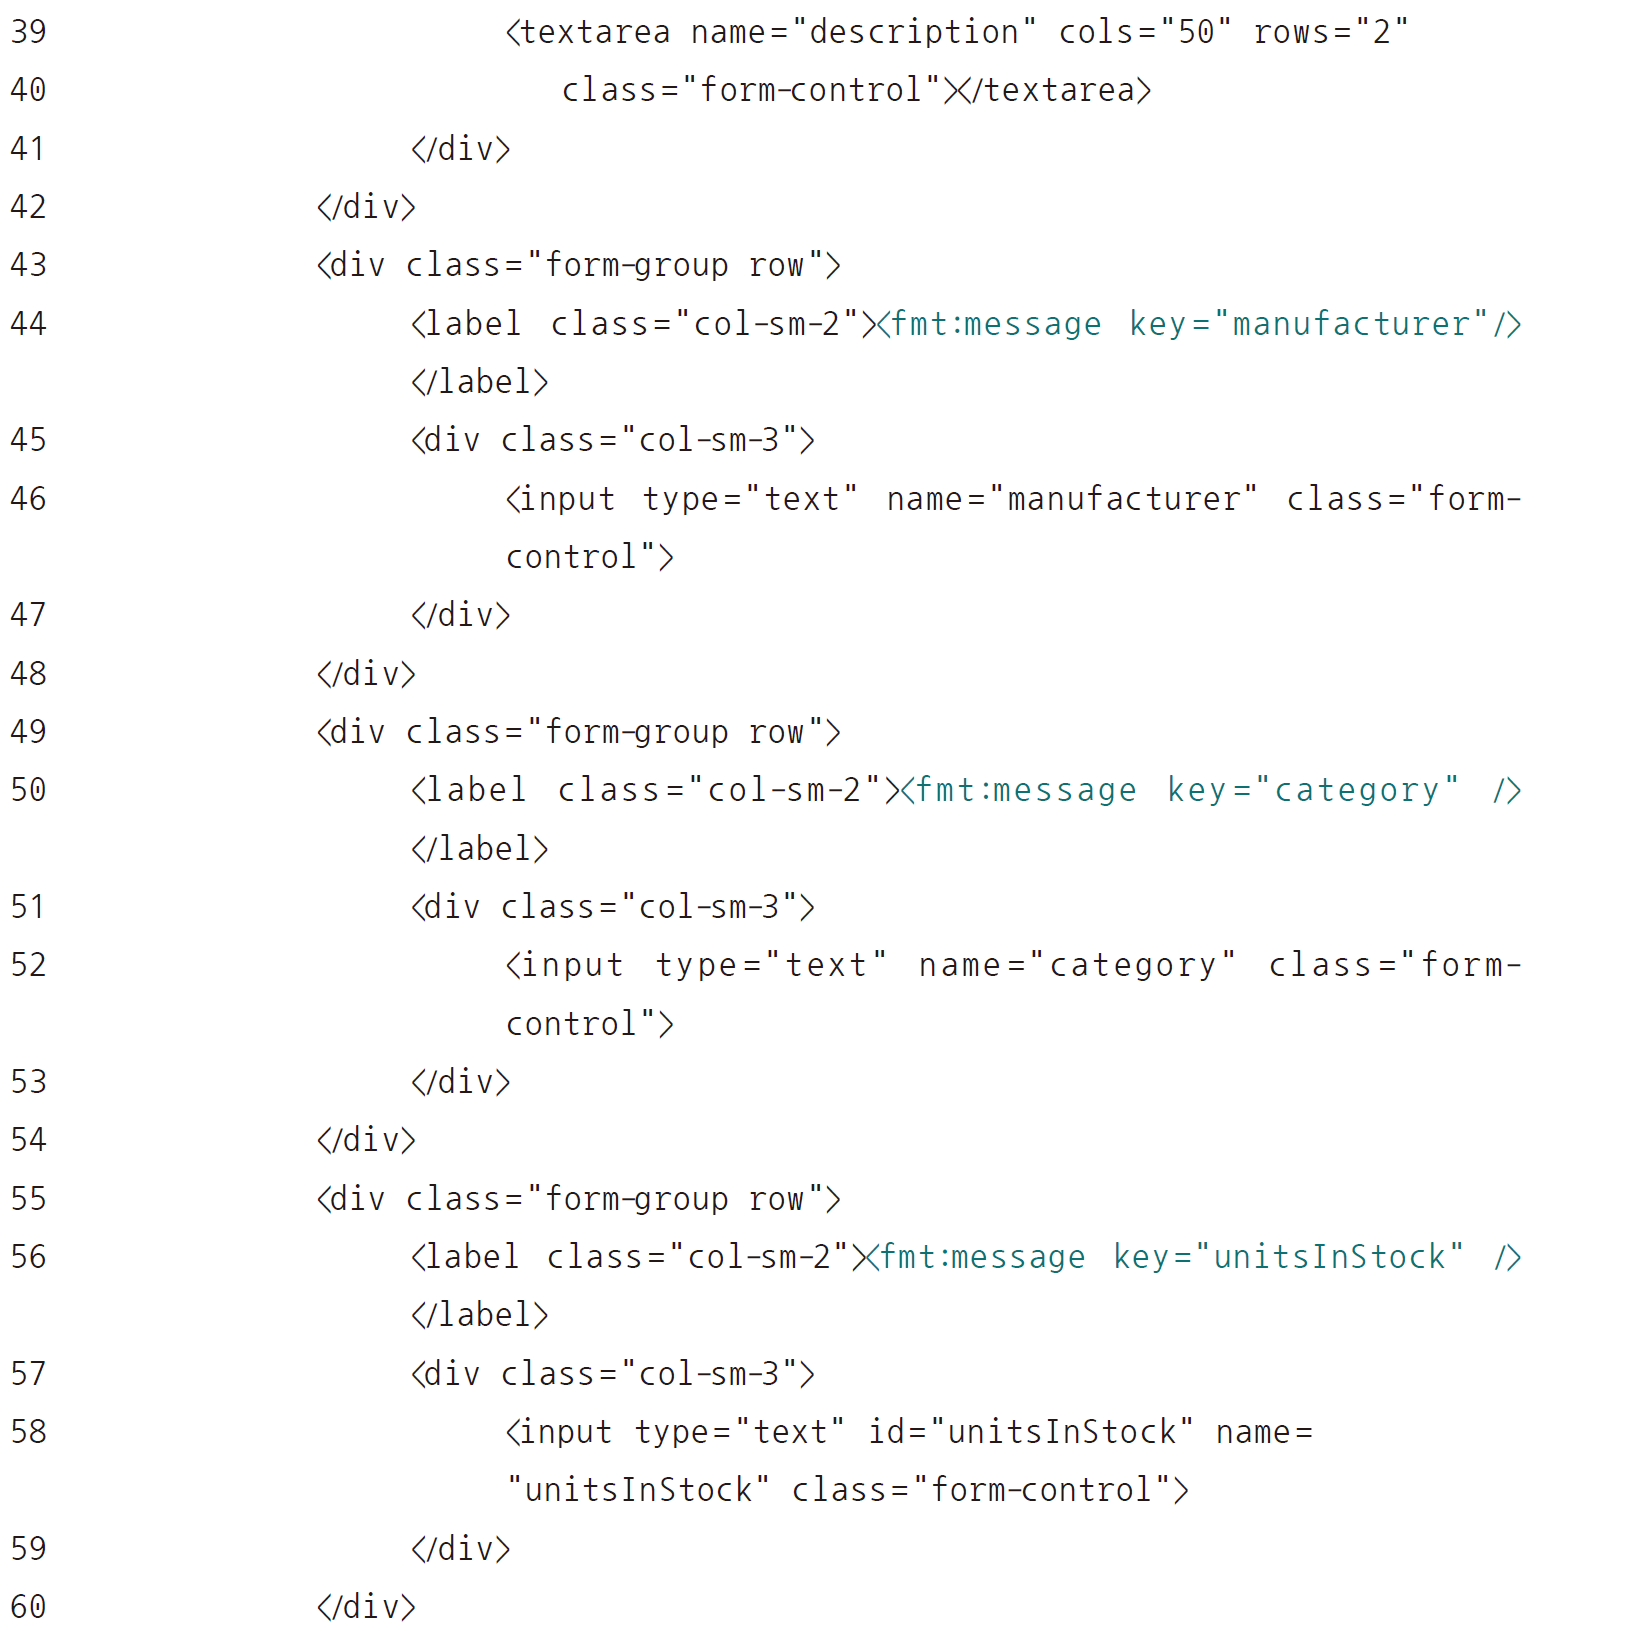 39 <textarea name="description" cols="50" rows="2"
40 class="form-control"></textarea>
41 </div>
42 </div>
43 <div class="form-group row">
44 <label class="col-sm-2"><fmt:message key="manufacturer"/>
</label>
45 <div class="col-sm-3">
46 <input type="text" name="manufacturer" class="form-
control">
47 </div>
48 </div>
49 <div class="form-group row">
50 <label class="col-sm-2"><fmt:message key="category" />
</label>
51 <div class="col-sm-3">
52 <input type="text" name="category" class="form-
control">
53 </div>
54 </div>
55 <div class="form-group row">
56 <label class="col-sm-2"><fmt:message key="unitsInStock" />
</label>
57 <div class="col-sm-3">
58 <input type="text" id="unitsInStock" name=
"unitsInStock" class="form-control">
59 </div>
60 </div>